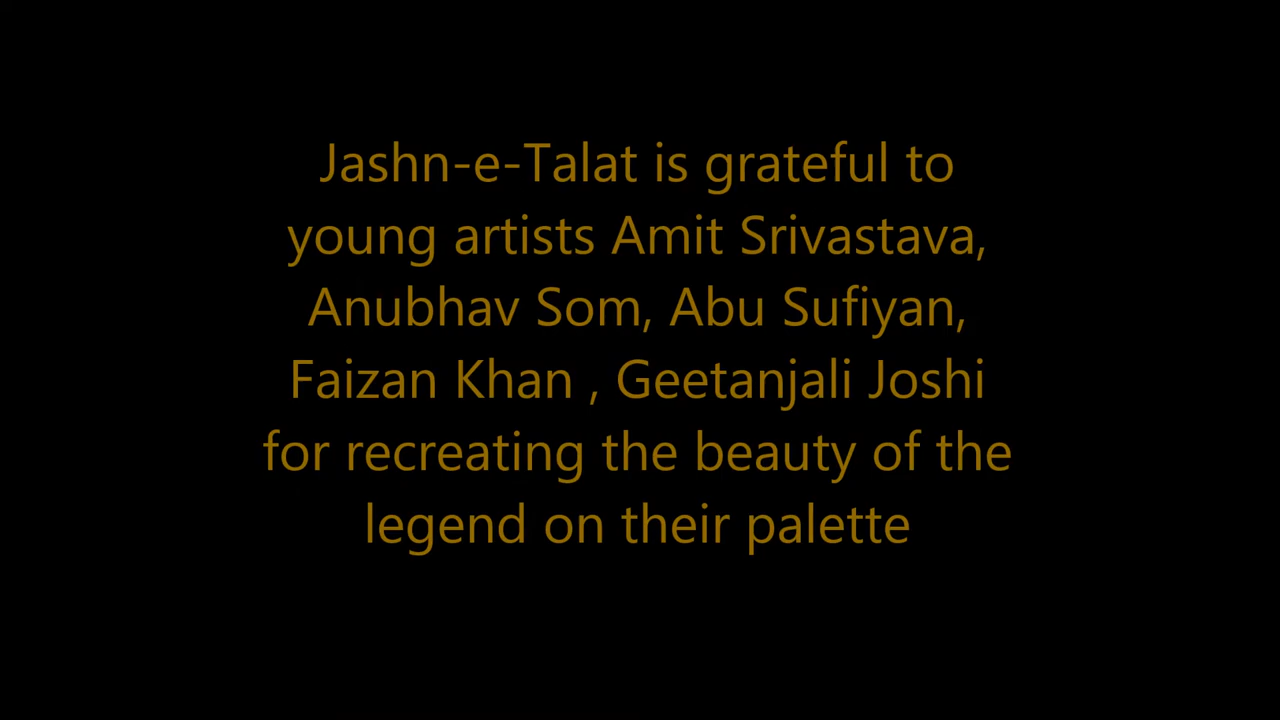 Jashn-e-Talat is grateful to
young artists Amit Srivastava,
Anubhav Som, Abu Sufiyan,
Faizan Khan , Geetanjali Joshi
for recreating the beauty of the
legend on their palette